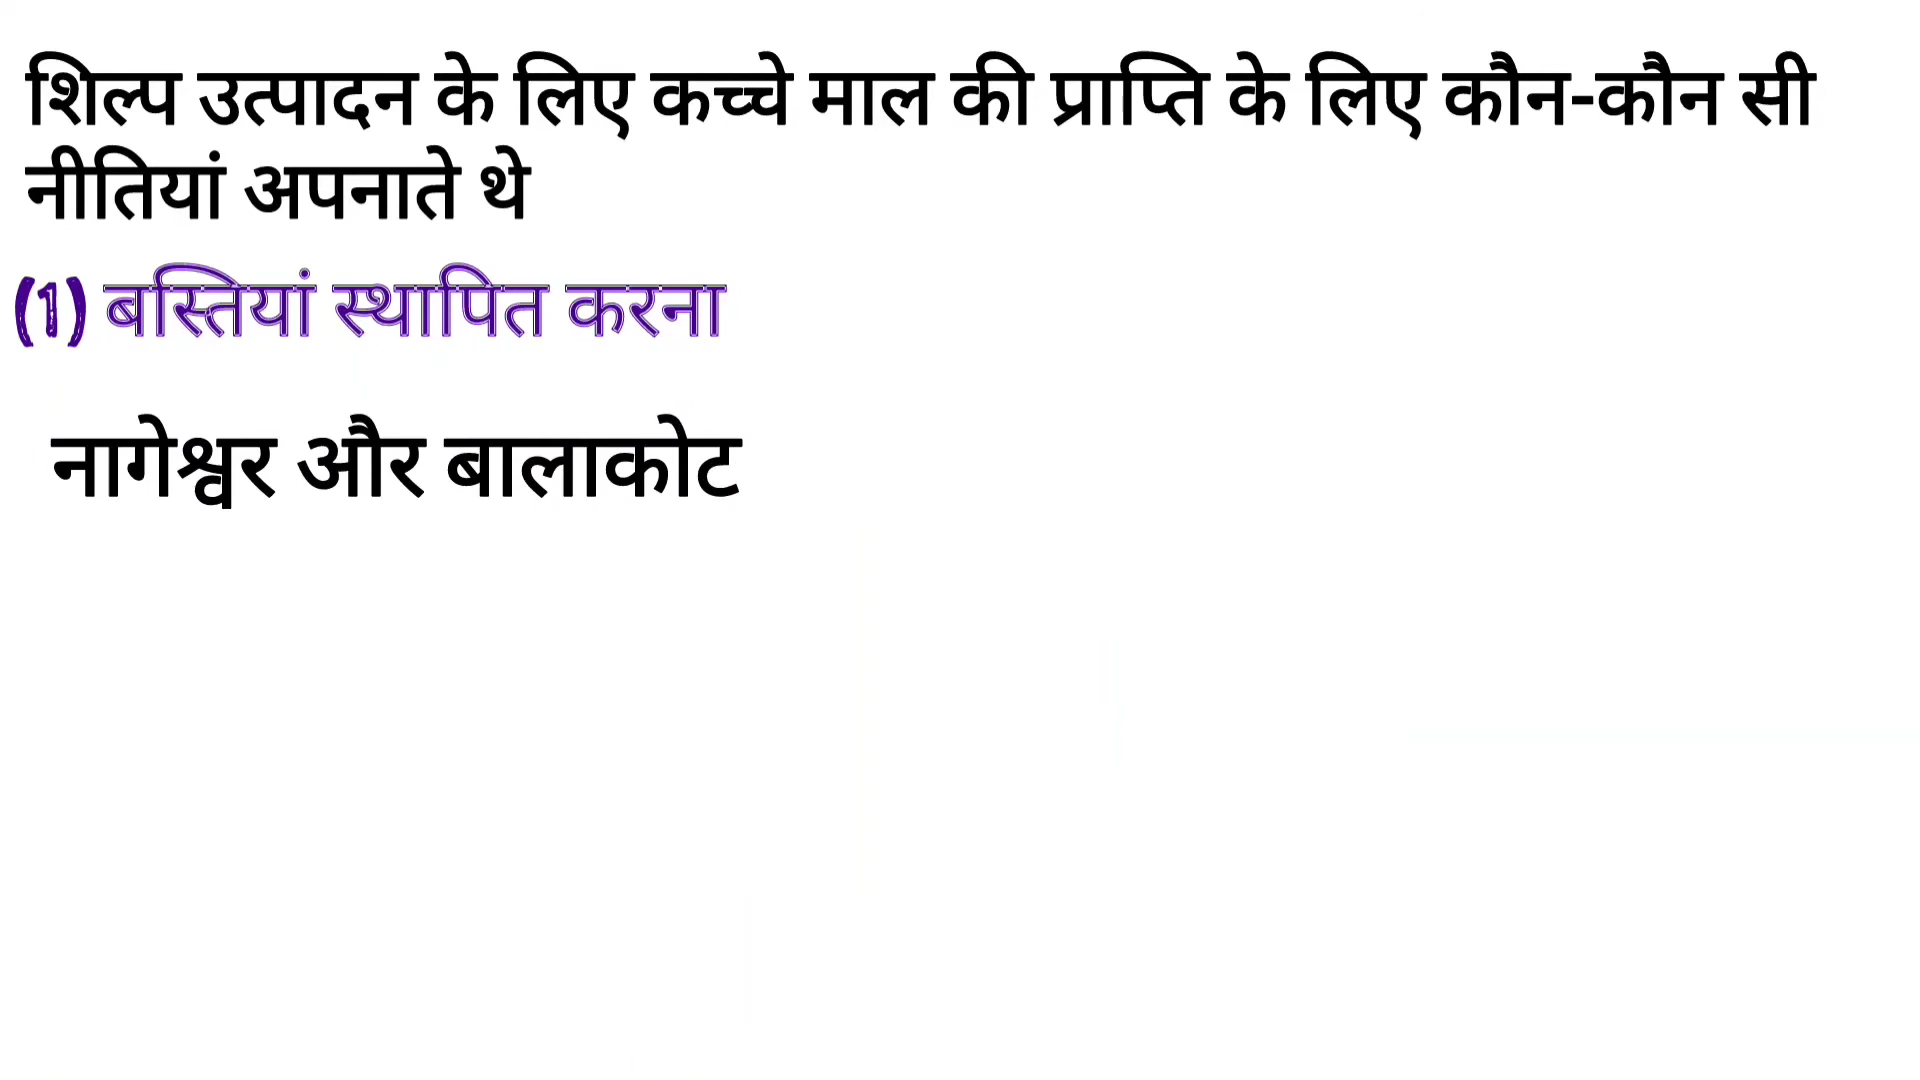 शिल्प उत्पादन के लिए कच्चे माल की प्राप्ति के लिए कौन-कौन सी
नीतियां अपनाते थे
(1) बस्तियां स्थापित करना
नागेश्वर और बालाकोट